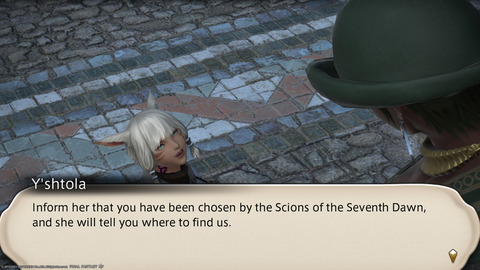 Y'shtola
Inform her that you have been chosen by the Scions of the Seventh Dawn,
and she will tell you where to find us.